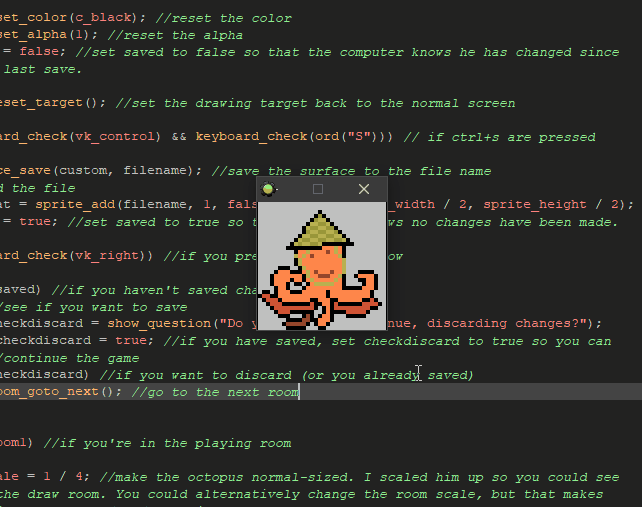 set_color(c_black); //reset the color
set_alpha(1); //reset the alpha
= false; //set saved to false so that the computer knows he has changed since
last save.
eset_target(); //set the drawing target back to the normal screen
ard_check(vk_control) && keyboard_check(ord("S"))) // if ctrl+s are pressed
ce_save(custom, filename); //save the surface to the file name
d the file
at = sprite_add(filename, 1, fals _width / 2, sprite_height / 2);
= true; //set saved to true so t ws no changes have been made.
ard_check(vk_right)) //if you pre ow
saved) //if you haven't saved cha
/see if you want to save
heckdiscard = show_question("Do y nue, discarding changes?");
checkdiscard = true; //if you have saved, set checkdiscard to true so you can
/continue the game
heckdiscard) //if you want to discard (or you already saved)
oom_goto_next(); //go to the next room
oom1) //if you're in the playing room
ale = 1 / 4; //make the octopus normal-sized. I scaled him up so you could see
the draw room. You could alternatively change the room scale, but that makes